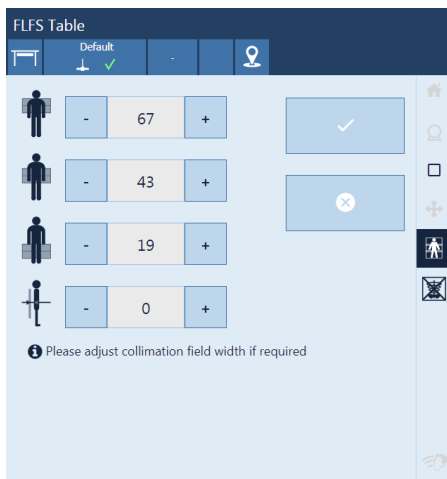 FLFS Table
Default
-
- 67 +
- 43 +
- 19 +
- 0 +
Please adjust collimation field width if required